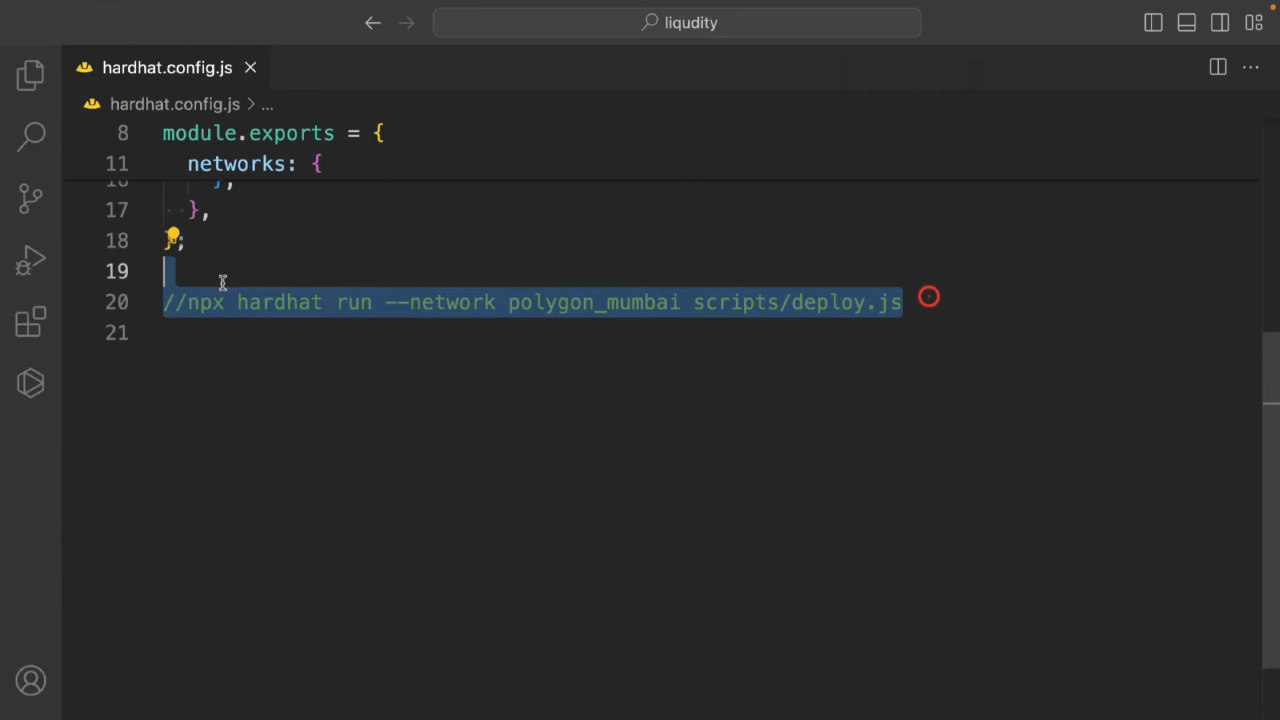 liqudity
hardhat.config.js
hardhat.config.js > ...
8 module.exports = {
11 networks: {
16 },
17 },
18 };
19
20 //npx hardhat run --network polygon_mumbai scripts/deploy.js
21